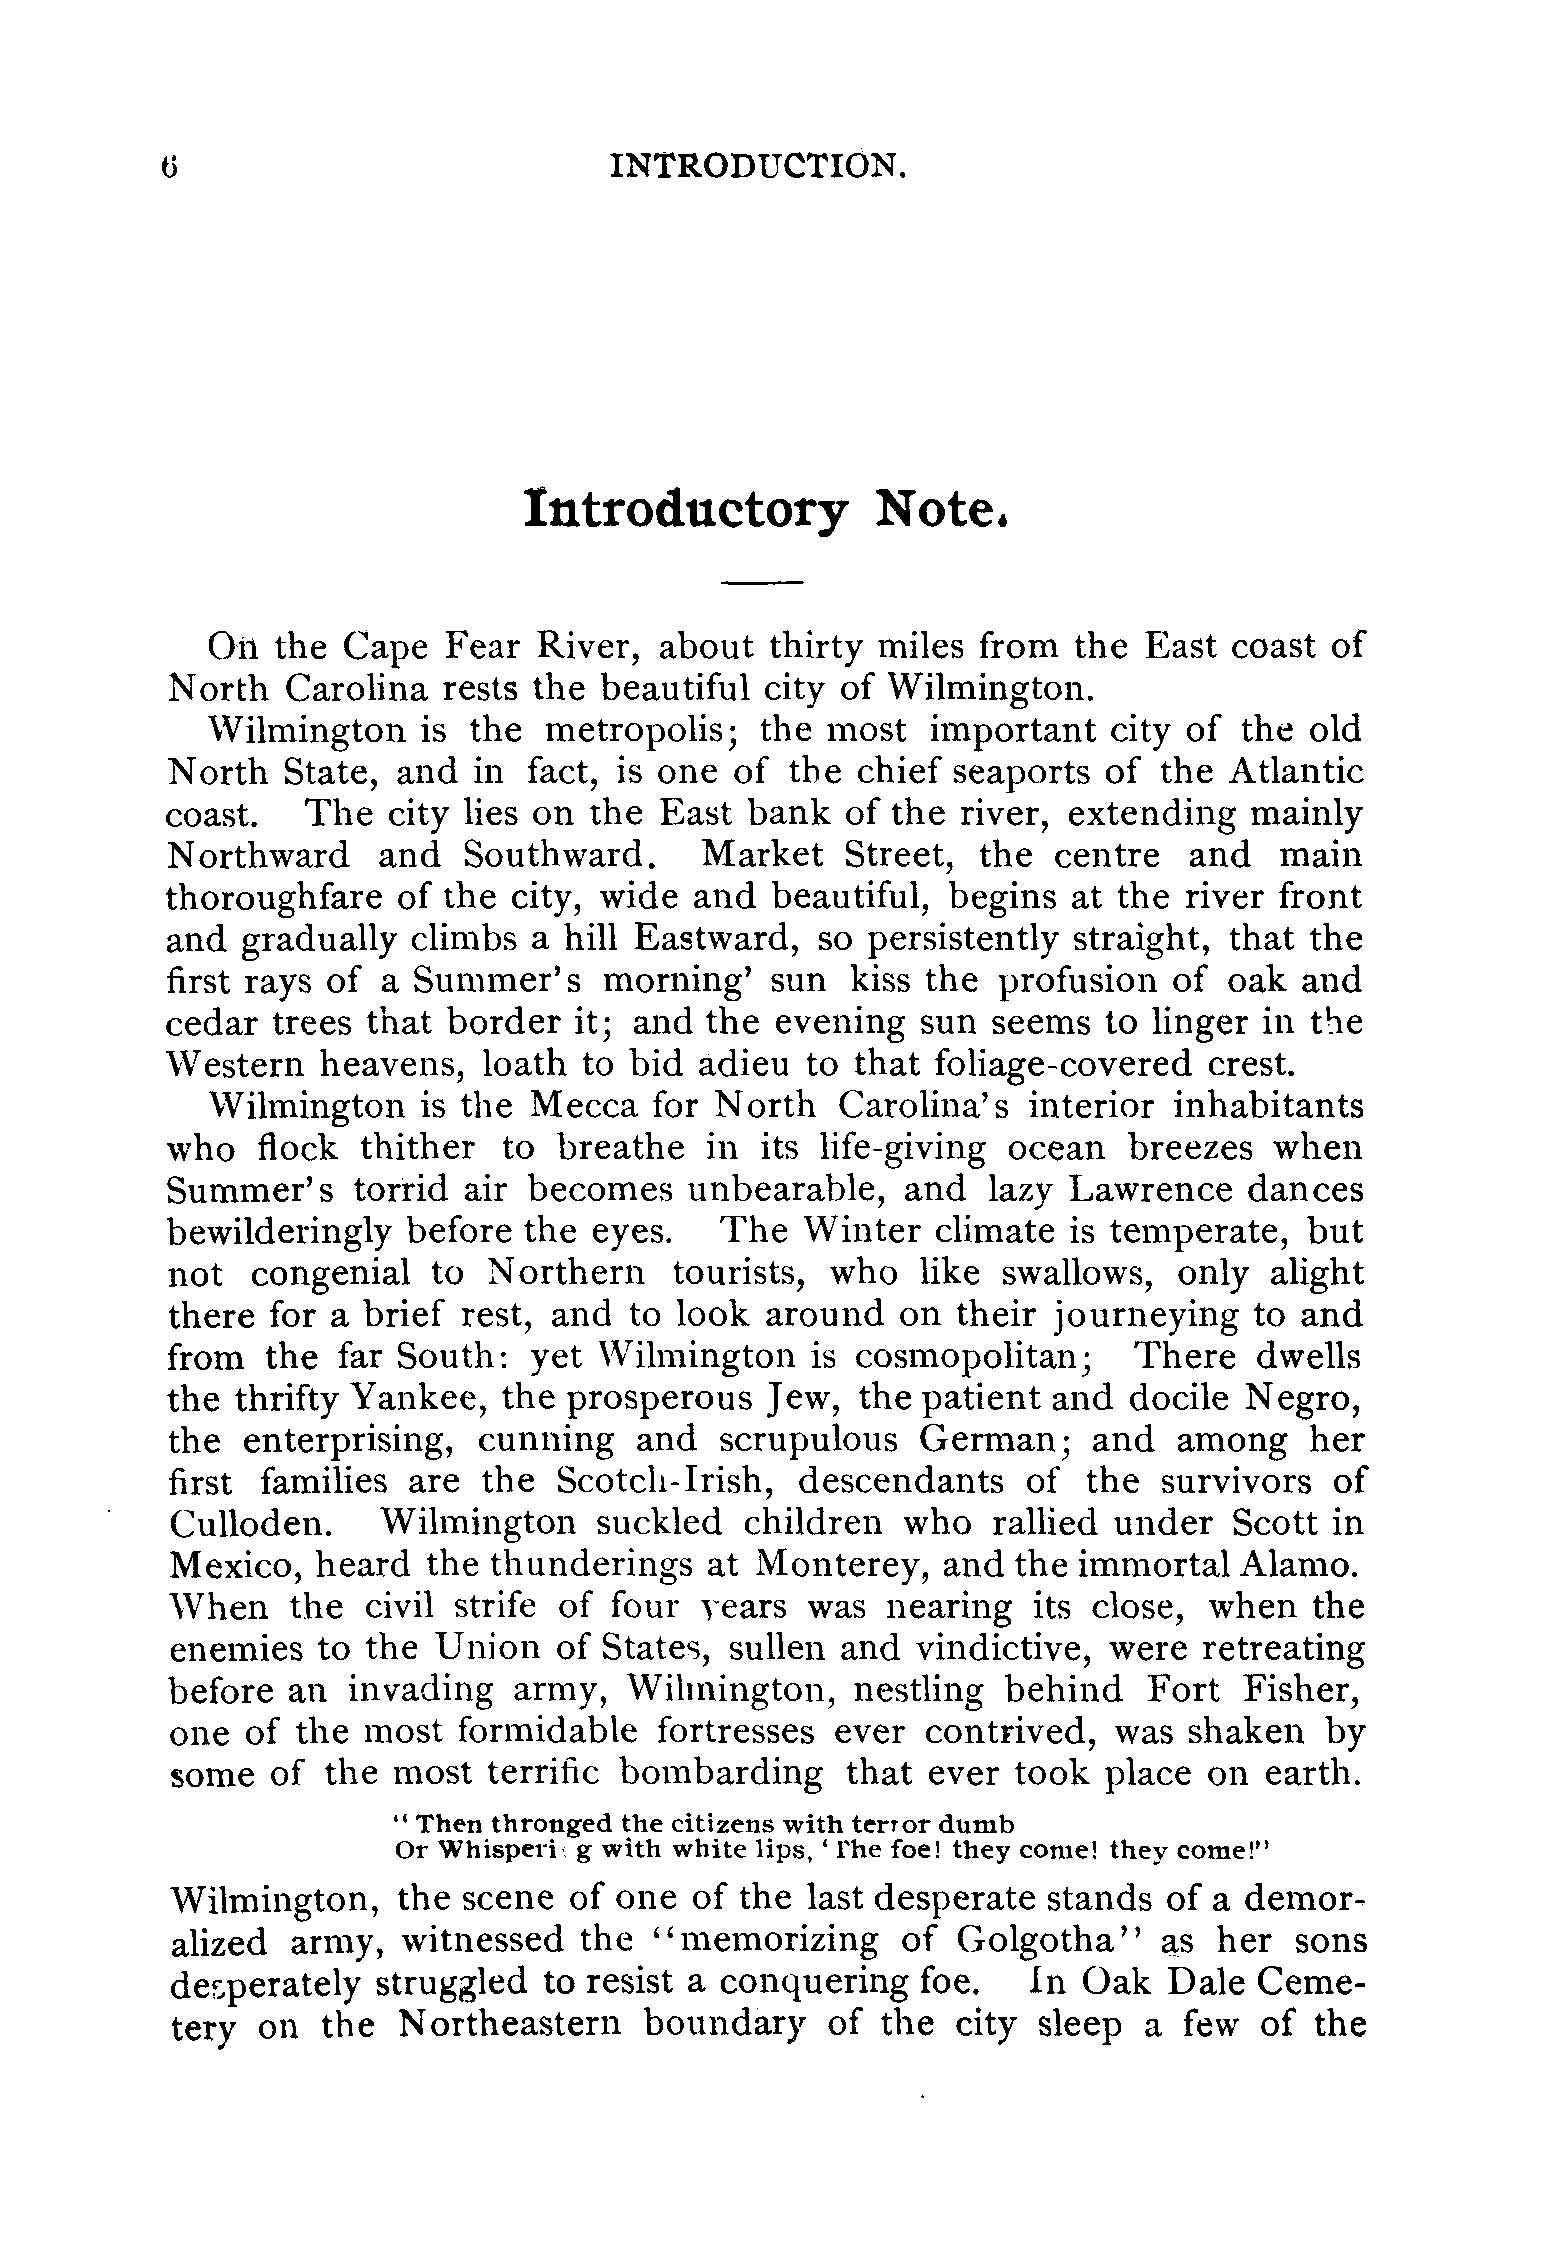 6 INTRODUCTION.
Introductory Note.
On the Cape Fear River, about thirty miles from the East coast of
North Carolina rests the beautiful city of Wilmington.
Wilmington is the metropolis; the most important city of the old
North State, and in fact, is one of the chief seaports of the Atlantic
coast. The city lies on the East bank of the river, extending mainly
Northward and Southward. Market Street, the centre and main
thoroughfare of the city, wide and beautiful, begins at the river front
and gradually climbs a hill Eastward, so persistently straight, that the
first rays of a Summer's morning' sun kiss the profusion of oak and
cedar trees that border it; and the evening sun seems to linger in the
Western heavens, loath to bid adieu to that foliage-covered crest.
Wilmington is the Mecca for North Carolina's interior inhabitants
who flock thither to breathe in its life-giving ocean breezes when
Summer's torrid air becomes unbearable, and lazy Lawrence dances
bewilderingly before the eyes. The Winter climate is temperate, but
not congenial to Northern tourists, who like swallows, only alight
there for a brief rest, and to look around on their journeying to and
from the far South: yet Wilmington is cosmopolitan; There dwells
the thrifty Yankee, the prosperous Jew, the patient and docile Negro,
the enterprising, cunning and scrupulous German; and among her
first families are the Scotch-Irish, descendants of the survivors of
Culloden. Wilmington suckled children who rallied under Scott in
Mexico, heard the thunderings at Monterey, and the immortal Alamo.
When the civil strife of four years was nearing its close, when the
enemies to the Union of States, sullen and vindictive, were retreating
before an invading army, Wilmington, nestling behind Fort Fisher,
one of the most formidable fortresses ever contrived, was shaken by
some of the most terrific bombarding that ever took place on earth.
"Then thronged the citizens with terror dumb
Or Whispering with white lips, 'The foe! they come! they come!"'
Wilmington, the scene of one of the last desperate stands of a demor-
alized army, witnessed the "memorizing of Golgotha" as her sons
desperately struggled to resist a conquering foe. In Oak Dale Ceme-
tery on the Northeastern boundary of the city sleep a few of the